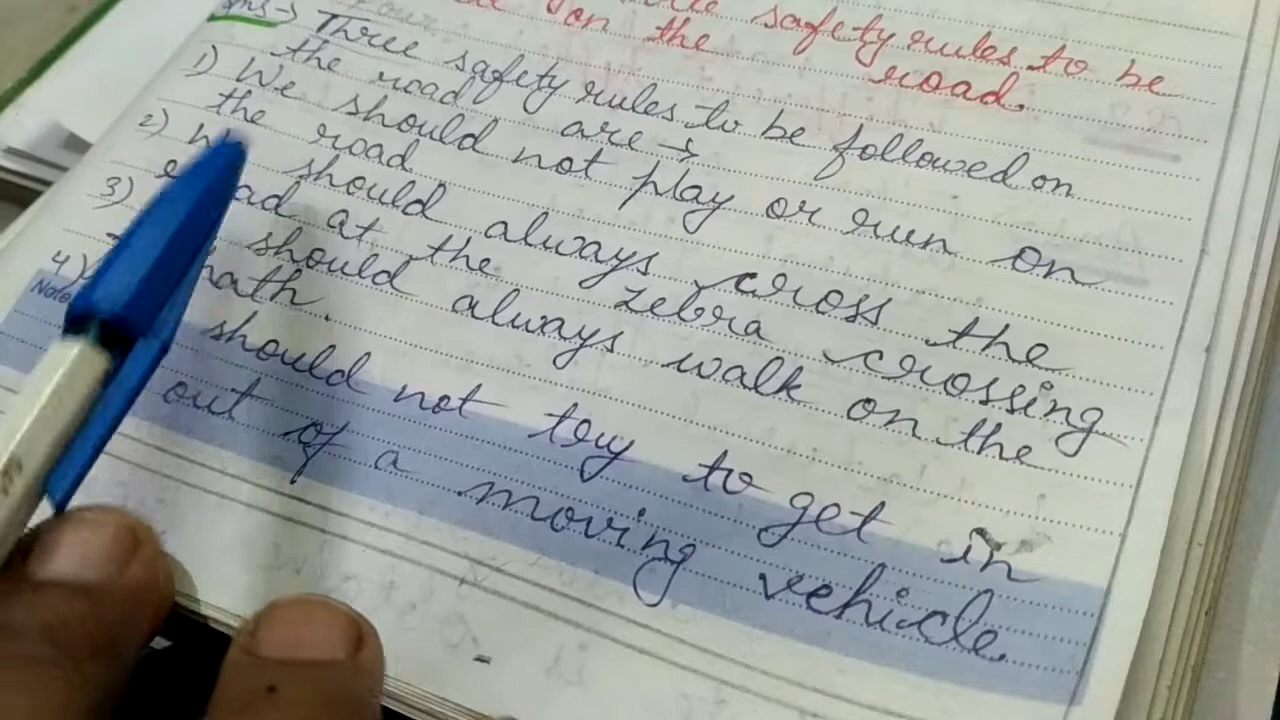 safety rules to be
on the road.
Ans → Three safety rules to be followed on
the road are →
1) We should not play or run on
the road
2) We should always cross the
road at the zebra crossing
3) should always walk on the
path.
4) should not try to get in
out of a moving vehicle
Note